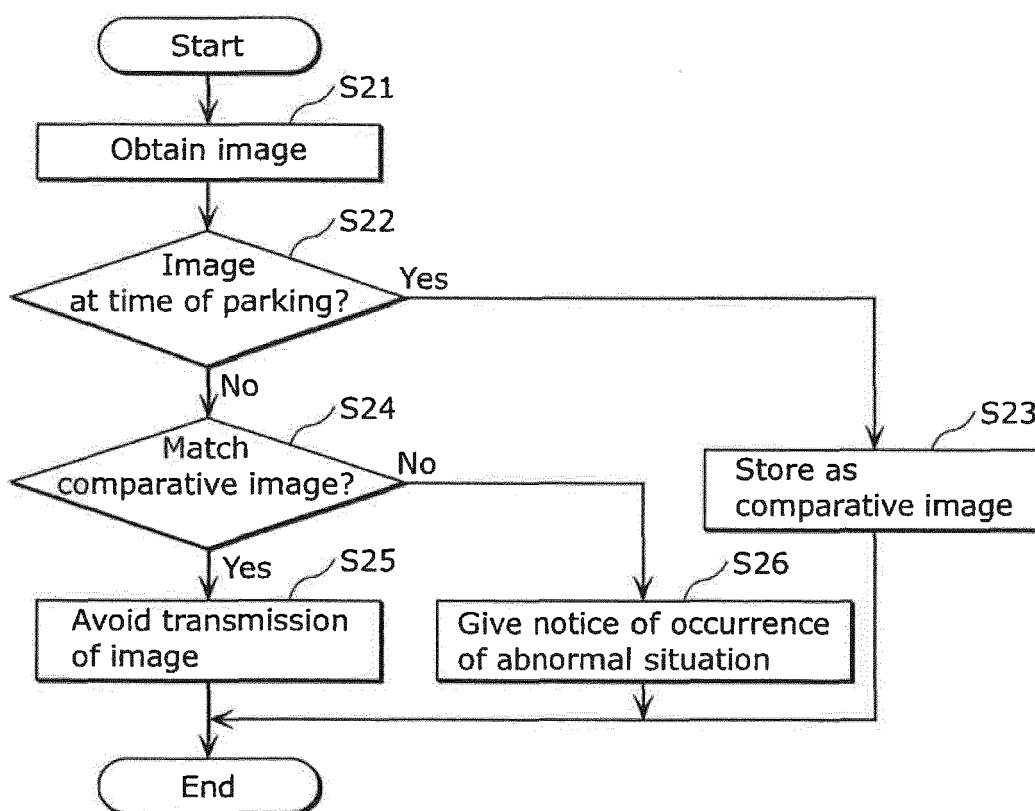 Start
S21
Obtain image
S22
Image
at time of parking?
Yes
No
S24
Match
comparative image?
No
S23
Store as
comparative image
Yes
S25
Avoid transmission
of image
S26
Give notice of occurrence
of abnormal situation
End